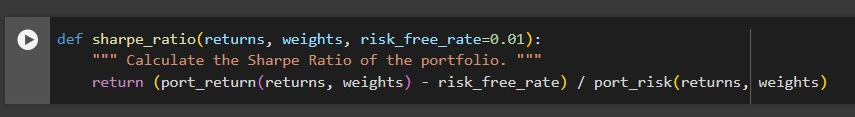 def sharpe_ratio(returns, weights, risk_free_rate=0.01):
    """ Calculate the Sharpe Ratio of the portfolio. """
    return (port_return(returns, weights) - risk_free_rate) / port_risk(returns, weights)